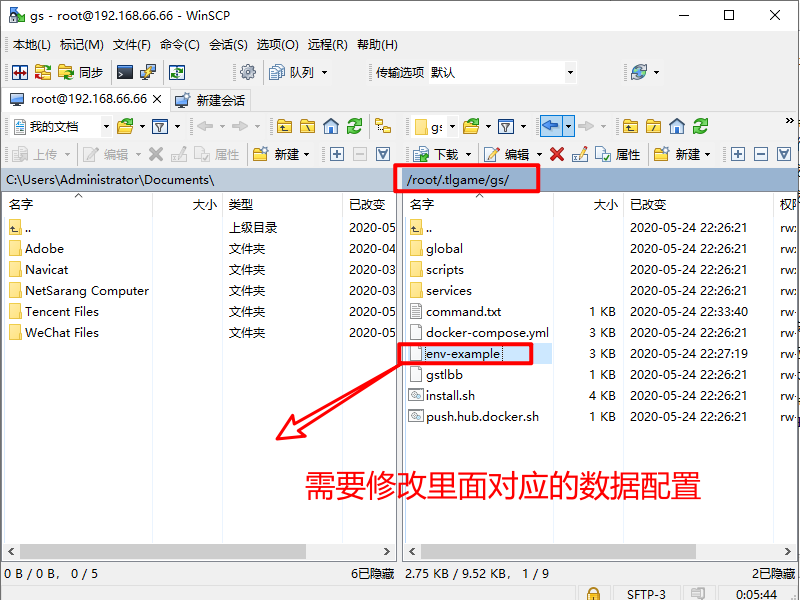 gs - root@192.168.66.66 - WinSCP
本地(L) 标记(M) 文件(F) 命令(C) 会话(S) 选项(O) 远程(R) 帮助(H)
同步 队列 传输选项 默认
root@192.168.66.66 × 新建会话
我的文档 gs
上传 编辑 属性 新建 下载 编辑 属性 新建
C:\Users\Administrator\Documents\ /root/.tlgame/gs/
名字 大小 类型 已改变 名字 大小 已改变 权限
.. 上级目录 2020-05 .. 2020-05-24 22:26:21 rw:
Adobe 文件夹 2020-04 global 2020-05-24 22:26:21 rw:
Navicat 文件夹 2020-03 scripts 2020-05-24 22:26:21 rw:
NetSarang Computer 文件夹 2020-03 services 2020-05-24 22:26:21 rw:
Tencent Files 文件夹 2020-05 command.txt 1 KB 2020-05-24 22:33:40 rw-
WeChat Files 文件夹 2020-05 docker-compose.yml 3 KB 2020-05-24 22:26:21 rw-
env-example 3 KB 2020-05-24 22:27:19 rw-
gstlbb 1 KB 2020-05-24 22:26:21 rw-
install.sh 4 KB 2020-05-24 22:26:21 rw-
push.hub.docker.sh 1 KB 2020-05-24 22:26:21 rw-
需要修改里面对应的数据配置
0 B / 0 B， 0 / 5 6已隐藏 2.75 KB / 9.52 KB， 1 / 9 2已隐藏
SFTP-3 0:05:44